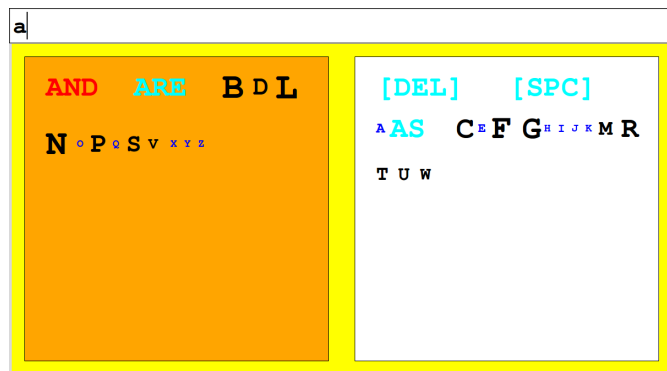 a
AND ARE B D L
N O P Q S V X Y Z
[DEL] [SPC]
A AS C E F G H I J K M R
T U W